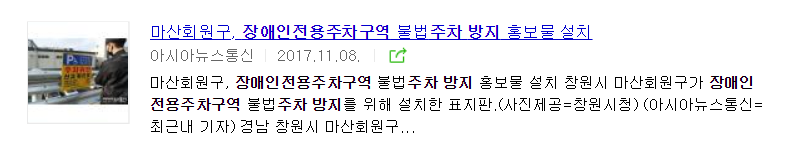 마산회원구, 장애인전용주차구역 불법주차 방지 홍보물 설치
아시아뉴스통신 | 2017.11.08. |
마산회원구, 장애인전용주차구역 불법주차 방지 홍보물 설치 창원시 마산회원구가 장애인
전용주차구역 불법주차 방지를 위해 설치한 표지판.(사진제공=창원시청) (아시아뉴스통신=
최근내 기자) 경남 창원시 마산회원구...